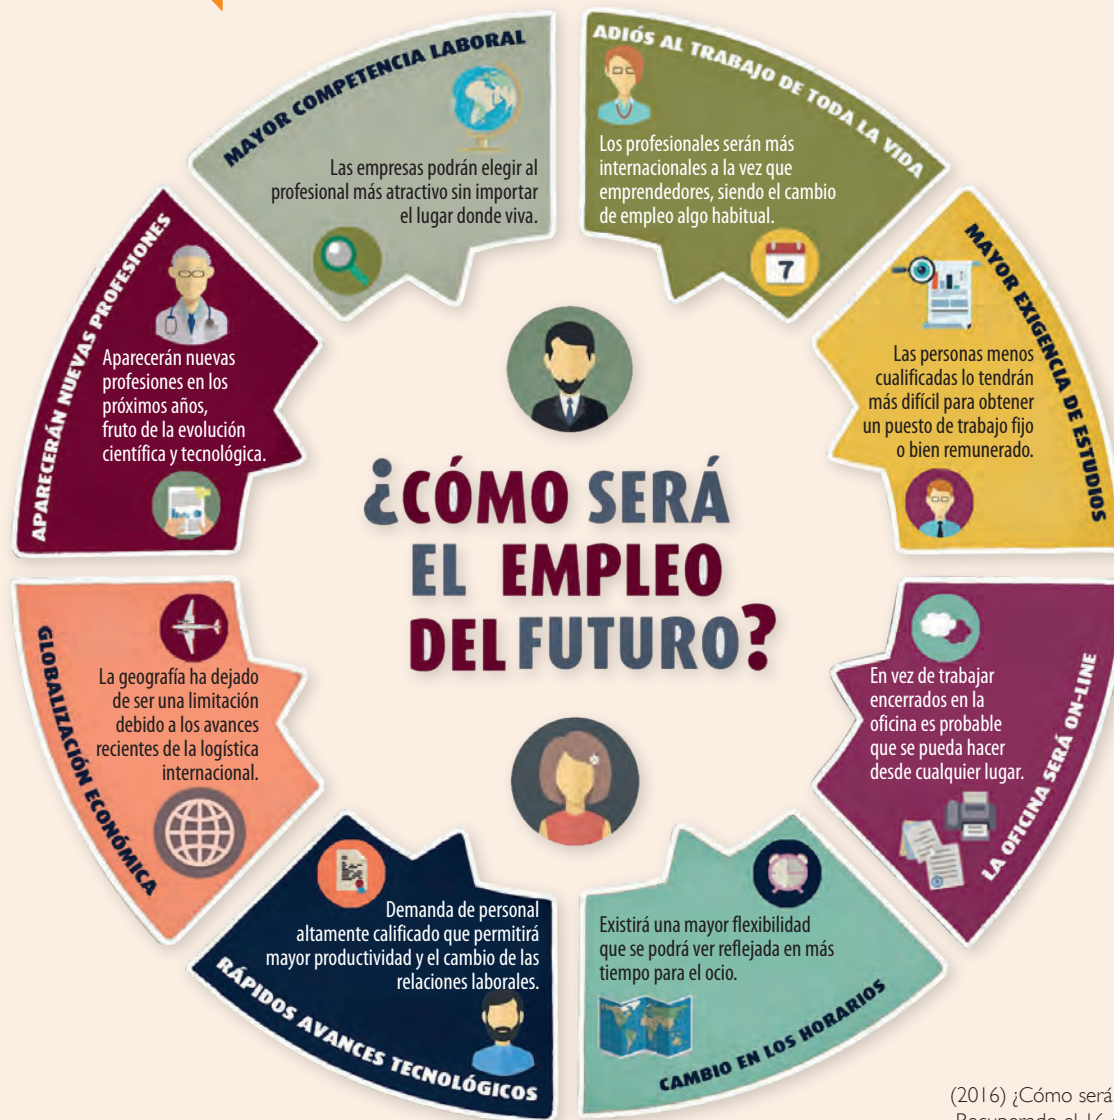 MAYOR COMPETENCIA LABORAL
Las empresas podrán elegir al
profesional más atractivo sin importar
el lugar donde viva.
ADIÓS AL TRABAJO DE TODA LA VIDA
Los profesionales serán más
internacionales a la vez que
emprendedores, siendo el cambio
de empleo algo habitual.
7
MAYOR EXIGENCIA DE ESTUDIOS
Las personas menos
cualificadas lo tendrán
más difícil para obtener
un puesto de trabajo fijo
o bien remunerado.
LA OFICINA SERÁ ON-LINE
En vez de trabajar
encerrados en la
oficina es probable
que se pueda hacer
desde cualquier lugar.
CAMBIO EN LOS HORARIOS
Existirá una mayor flexibilidad
que se podrá ver reflejada en más
tiempo para el ocio.
RÁPIDOS AVANCES TECNOLÓGICOS
Demanda de personal
altamente calificado que permitirá
mayor productividad y el cambio de las
relaciones laborales.
GLOBALIZACIÓN ECONÓMICA
La geografía ha dejado
de ser una limitación
debido a los avances
recientes de la logística
internacional.
APARECERÁN NUEVAS PROFESIONES
Aparecerán nuevas
profesiones en los
próximos años,
fruto de la evolución
científica y tecnológica.
¿CÓMO SERÁ
EL EMPLEO
DEL FUTURO?
(2016) ¿Cómo será